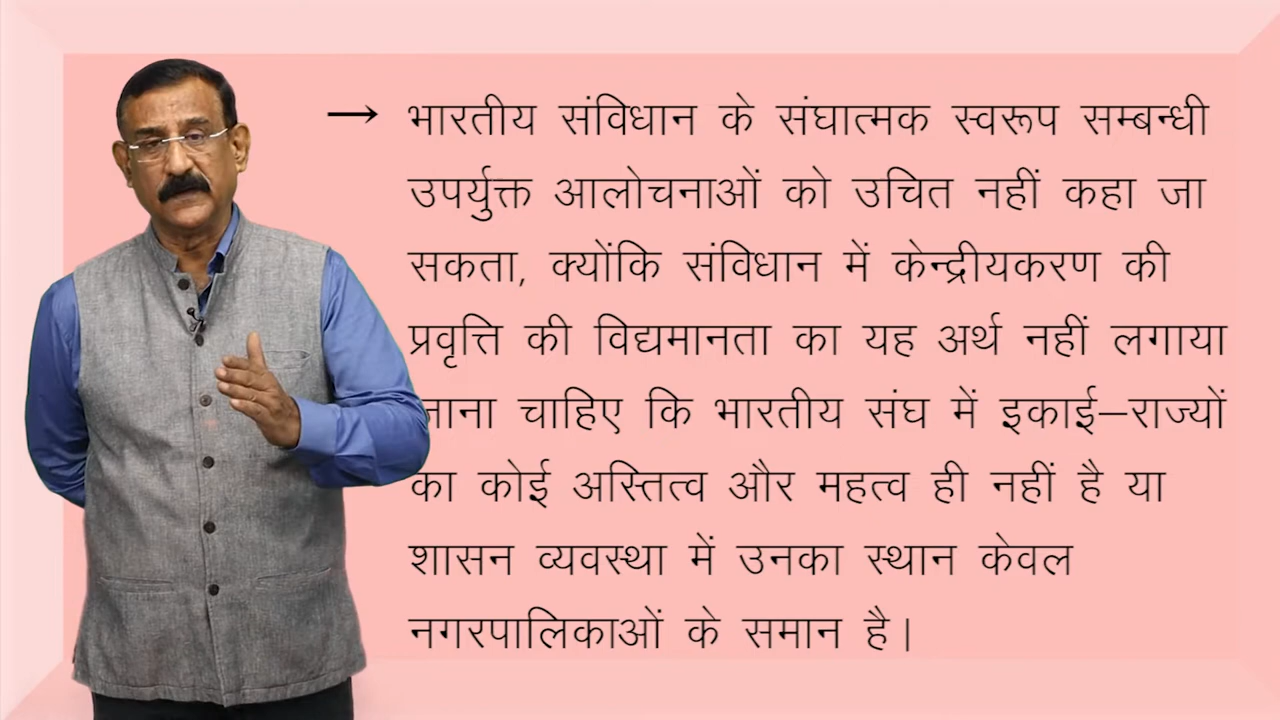 → भारतीय संविधान के संघात्मक स्वरूप सम्बन्धी
उपर्युक्त आलोचनाओं को उचित नहीं कहा जा
सकता, क्योंकि संविधान में केन्द्रीयकरण की
प्रवृत्ति की विद्यमानता का यह अर्थ नहीं लगाया
जाना चाहिए कि भारतीय संघ में इकाई–राज्यों
का कोई अस्तित्व और महत्व ही नहीं है या
शासन व्यवस्था में उनका स्थान केवल
नगरपालिकाओं के समान है।